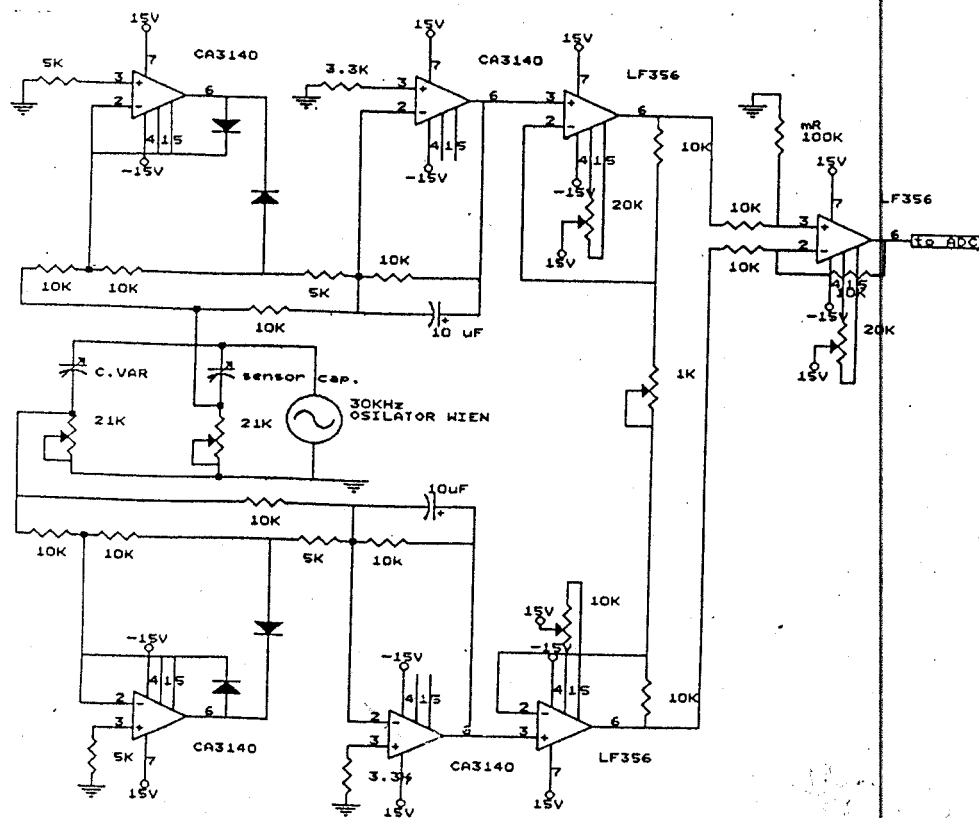 15V
7
CA3140
5K
3
2
6
4 1 5
-15V
15V
7
CA3140
3.3K
3
2
6
4 1 5
-15V
15V
7
LF356
3
2
6
4 1 5
-15V
20K
15V
10K
mR
100K
15V
7
LF356
10K
3
6
to ADC
10K
2
4 1 5
10K
-15V
20K
15V
10K
10K
5K
10K
10K
10 uF
C.VAR
sensor cap.
1K
21K
21K
30KHz
OSILATOR WIEN
10uF
10K
10K
10K
5K
10K
10K
15V
-15V
4 1 5
-15V
4 1 5
-15V
4 1 5
10K
2
3
6
5K
7
15V
CA3140
2
3
6
3.3K
7
15V
CA3140
2
3
6
7
15V
LF356